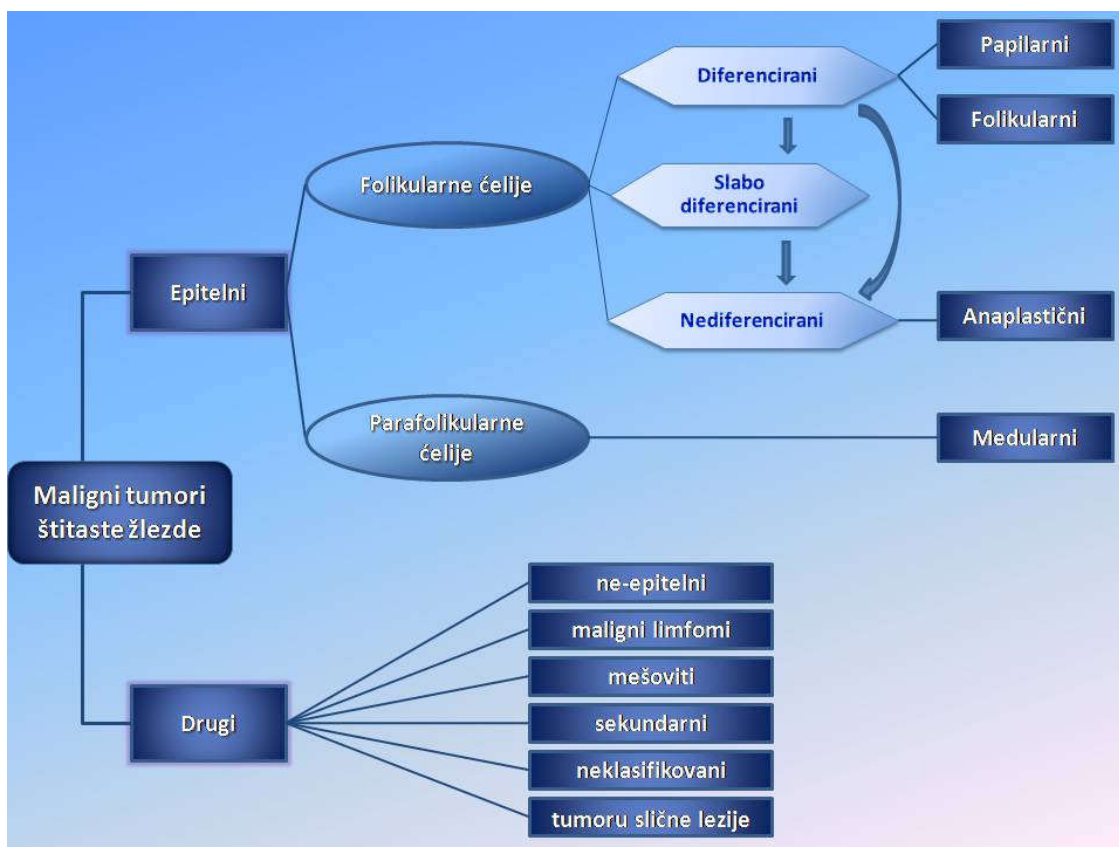 Maligni tumori
štitaste žlezde
Epitelni
Folikularne ćelije
Diferencirani
Papilarni
Folikularni
Slabo
diferencirani
Nediferencirani
Anaplastični
Parafolikularne
ćelije
Medularni
Drugi
ne-epitelni
maligni limfomi
mešoviti
sekundarni
neklasifikovani
tumoru slične lezije